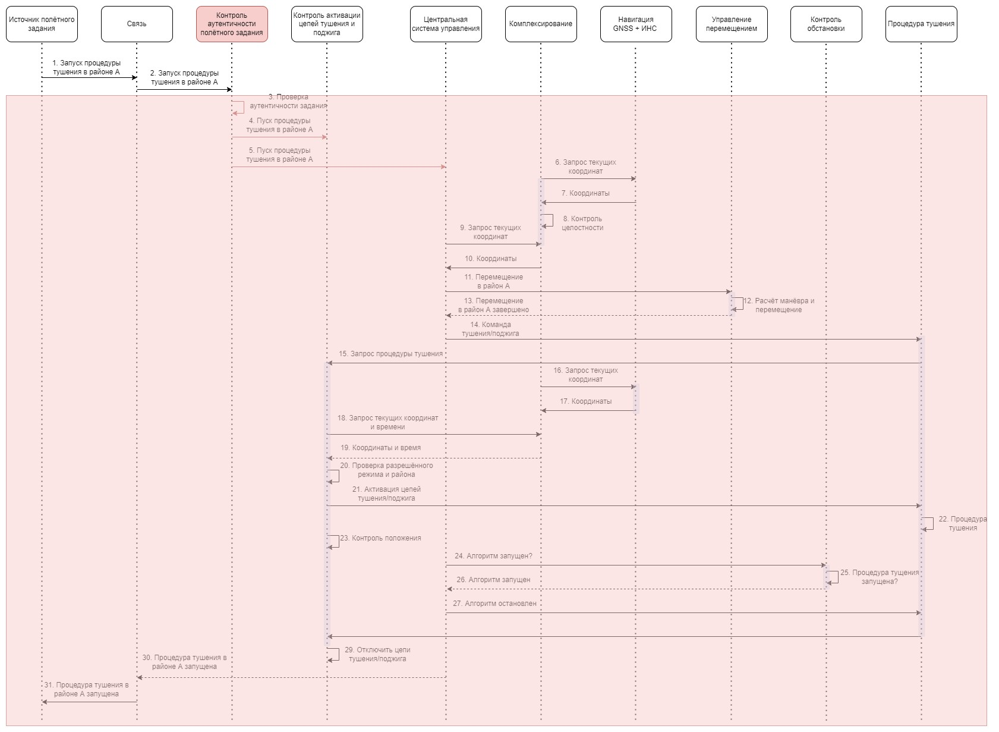 Источник полётного
задания
Связь
Контроль
аутентичности
полётного задания
Контроль активации
цепей тушения и
поджига
Центральная
система управления
Комплексирование
Навигация
GNSS + ИНС
Управление
перемещением
Контроль
обстановки
Процедура тушения
1. Запуск процедуры
тушения в районе А
2. Запуск процедуры
тушения в районе А
3. Проверка
аутентичности задания
4. Пуск процедуры
тушения в районе А
5. Пуск процедуры
тушения в районе А
6. Запрос текущих
координат
7. Координаты
8. Контроль
целостности
9. Запрос текущих
координат
10. Координаты
11. Перемещение
в район А
12. Расчёт манёвра и
перемещение
13. Перемещение
в район А завершено
14. Команда
тушения/поджига
15. Запрос процедуры тушения
16. Запрос текущих
координат
17. Координаты
18. Запрос текущих координат
и времени
19. Координаты и время
20. Проверка разрешённого
режима и района
21. Активация цепей
тушения/поджига
22. Процедура
тушения
23. Контроль положения
24. Алгоритм запущен?
25. Процедура тущения
запущена?
26. Алгоритм запущен
27. Алгоритм остановлен
29. Отключить цепи
тушения/поджига
30. Процедура тушения в
районе А запущена
31. Процедура тушения в
районе А запущена